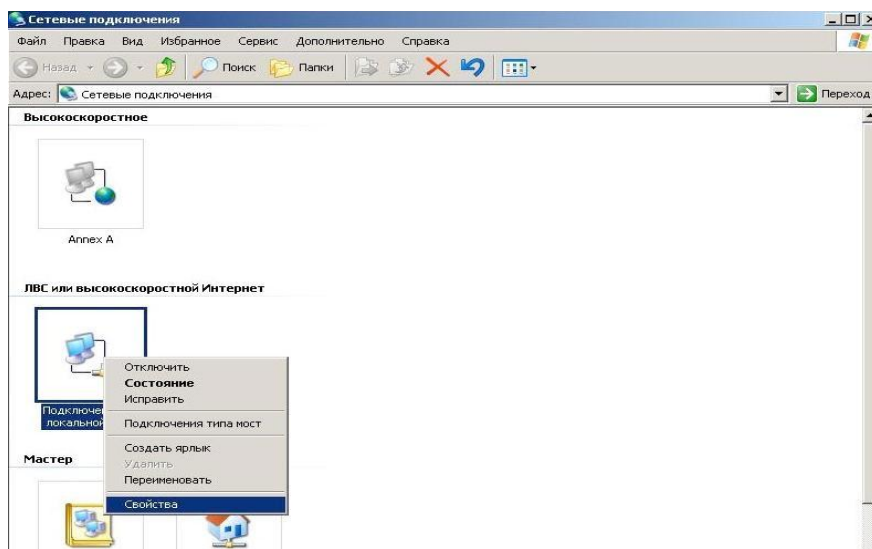 Сетевые подключения
Файл Правка Вид Избранное Сервис Дополнительно Справка
Назад Поиск Папки
Адрес: Сетевые подключения Переход
Высокоскоростное
Annex A
ЛВС или высокоскоростной Интернет
Отключить
Состояние
Исправить
Подключения типа мост
Создать ярлык
Удалить
Переименовать
Свойства
Мастер